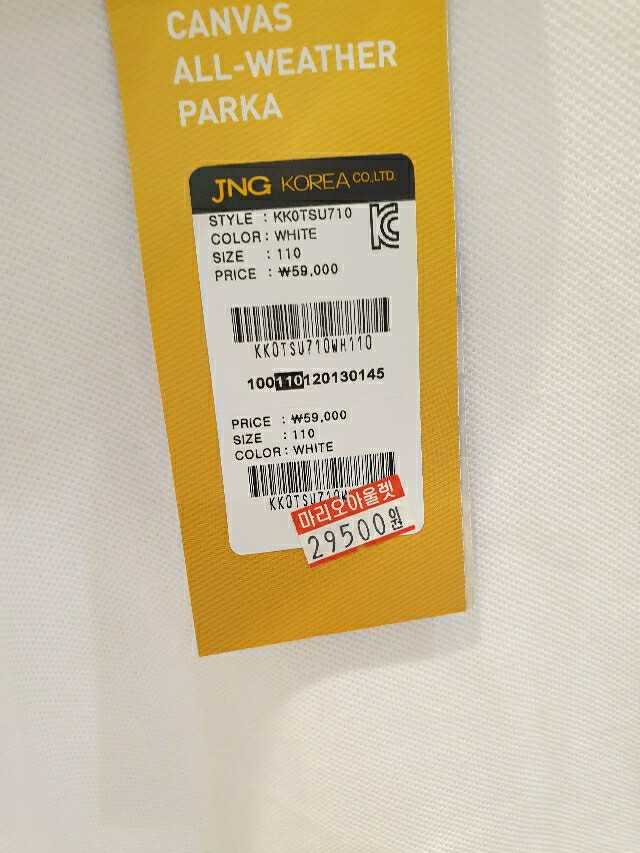 CANVAS
ALL-WEATHER
PARKA
JNG KOREA CO.,LTD.
STYLE : KK0TSU710
COLOR : WHITE
SIZE : 110
PRICE : ₩59,000
KK0TSU710WH110
100110120130145
PRICE : ₩59,000
SIZE : 110
COLOR : WHITE
KK0TSU710W
마리오아울렛
29500원